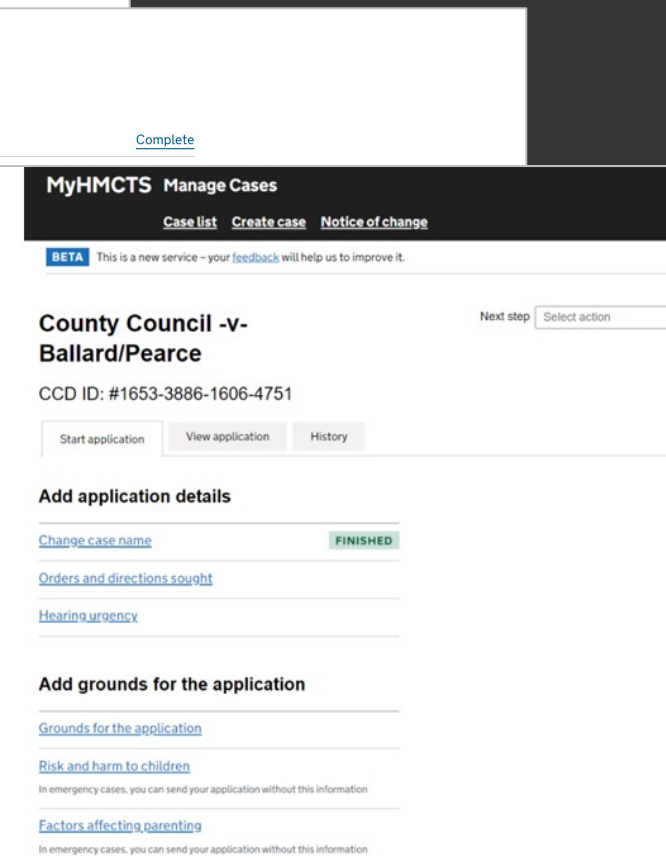 Complete
MyHMCTS Manage Cases
Case list Create case Notice of change
BETA This is a new service – your feedback will help us to improve it.
County Council -v-
Ballard/Pearce
Next step Select action
CCD ID: #1653-3886-1606-4751
Start application View application History
Add application details
Change case name FINISHED
Orders and directions sought
Hearing urgency
Add grounds for the application
Grounds for the application
Risk and harm to children
In emergency cases, you can send your application without this information
Factors affecting parenting
In emergency cases, you can send your application without this information